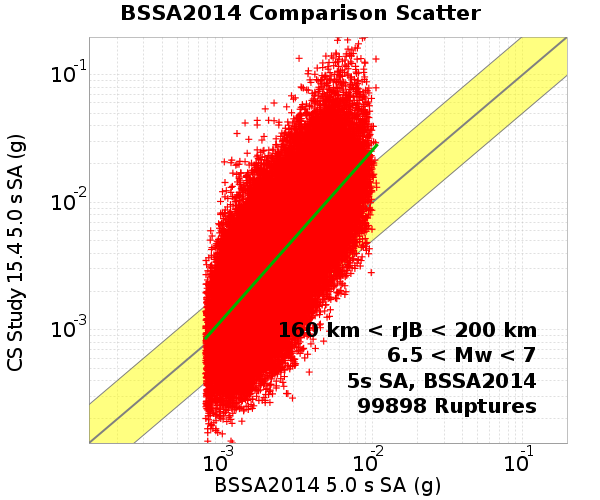 BSSA2014 Comparison Scatter
CS Study 15.4 5.0 s SA (g)
10-1
10-2
10-3
160 km < rJB < 200 km
6.5 < Mw < 7
5s SA, BSSA2014
99898 Ruptures
10-3 10-2 10-1
BSSA2014 5.0 s SA (g)